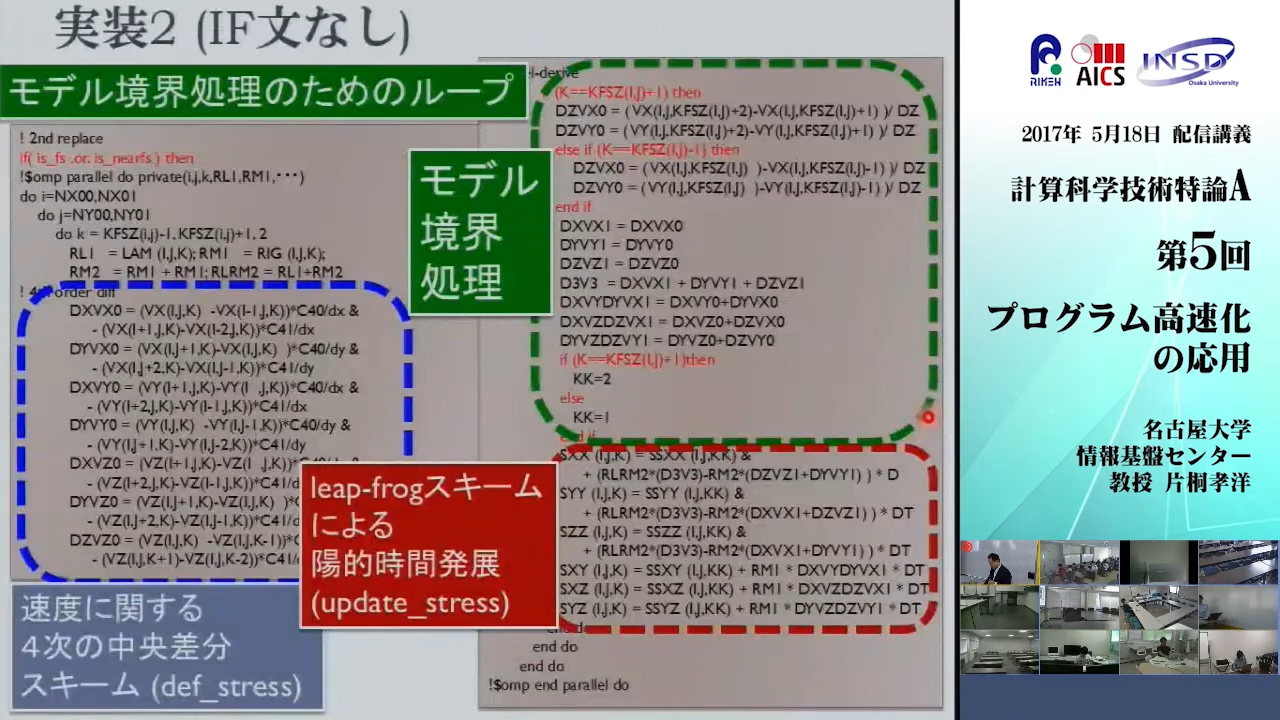 実装2 (IF文なし)
モデル境界処理のためのループ
! 2nd replace
if( is_fs .or. is_nearfs ) then
!$omp parallel do private(i,j,k,RL1,RM1,･･･)
do i=NX00,NX01
do j=NY00,NY01
do k = KFSZ(i,j)-1, KFSZ(i,j)+1, 2
RL1 = LAM (I,J,K); RM1 = RIG (I,J,K);
RM2 = RM1 + RM1; RLRM2 = RL1+RM2
order diff
DXVX0 = (VX(I,J,K) -VX(I-1,J,K))*C40/dx &
- (VX(I+1,J,K)-VX(I-2,J,K))*C41/dx
DYVX0 = (VX(I,J+1,K)-VX(I,J,K) )*C40/dy &
- (VX(I,J+2,K)-VX(I,J-1,K))*C41/dy
DXVY0 = (VY(I+1,J,K)-VY(I ,J,K))*C40/dx &
- (VY(I+2,J,K)-VY(I-1,J,K))*C41/dx
DYVY0 = (VY(I,J,K) -VY(I,J-1,K))*C40/dy &
- (VY(I,J+1,K)-VY(I,J-2,K))*C41/dy
DXVZ0 = (VZ(I+1,J,K)-VZ(I ,J,K))*C40/dx &
- (VZ(I+2,J,K)-VZ(I-1,J,K))*C41/d
DYVZ0 = (VZ(I,J+1,K)-VZ(I,J,K) )*C
- (VZ(I,J+2,K)-VZ(I,J-1,K))*C41/d
DZVZ0 = (VZ(I,J,K) -VZ(I,J,K-1))*C
- (VZ(I,J,K+1)-VZ(I,J,K-2))*C41/
速度に関する
4次の中央差分
スキーム (def_stress)
モデル
境界
処理
el-derive
(K==KFSZ(I,J)+1) then
DZVX0 = ( VX(I,J,KFSZ(I,J)+2)-VX(I,J,KFSZ(I,J)+1) )/ DZ
DZVY0 = ( VY(I,J,KFSZ(I,J)+2)-VY(I,J,KFSZ(I,J)+1) )/ DZ
else if (K==KFSZ(I,J)-1) then
DZVX0 = ( VX(I,J,KFSZ(I,J) )-VX(I,J,KFSZ(I,J)-1) )/ DZ
DZVY0 = ( VY(I,J,KFSZ(I,J) )-VY(I,J,KFSZ(I,J)-1) )/ DZ
end if
DXVX1 = DXVX0
DYVY1 = DYVY0
DZVZ1 = DZVZ0
D3V3 = DXVX1 + DYVY1 + DZVZ1
DXVYDYVX1 = DXVY0+DYVX0
DXVZDZVX1 = DXVZ0+DZVX0
DYVZDZVY1 = DYVZ0+DZVY0
if (K==KFSZ(I,J)+1)then
KK=2
else
KK=1
end if
SXX (I,J,K) = SSXX (I,J,KK) &
+ (RLRM2*(D3V3)-RM2*(DZVZ1+DYVY1) ) * D
SYY (I,J,K) = SSYY (I,J,KK) &
+ (RLRM2*(D3V3)-RM2*(DXVX1+DZVZ1) ) * DT
SZZ (I,J,K) = SSZZ (I,J,KK) &
+ (RLRM2*(D3V3)-RM2*(DXVX1+DYVY1) ) * DT
SXY (I,J,K) = SSXY (I,J,KK) + RM1 * DXVYDYVX1 * DT
SXZ (I,J,K) = SSXZ (I,J,KK) + RM1 * DXVZDZVX1 * DT
SYZ (I,J,K) = SSYZ (I,J,KK) + RM1 * DYVZDZVY1 * DT
end do
end do
end do
!$omp end parallel do
leap-frogスキーム
による
陽的時間発展
(update_stress)
RIKEN
AICS
INSD
Osaka University
2017年 5月18日 配信講義
計算科学技術特論A
第5回
プログラム高速化
の応用
名古屋大学
情報基盤センター
教授 片桐孝洋